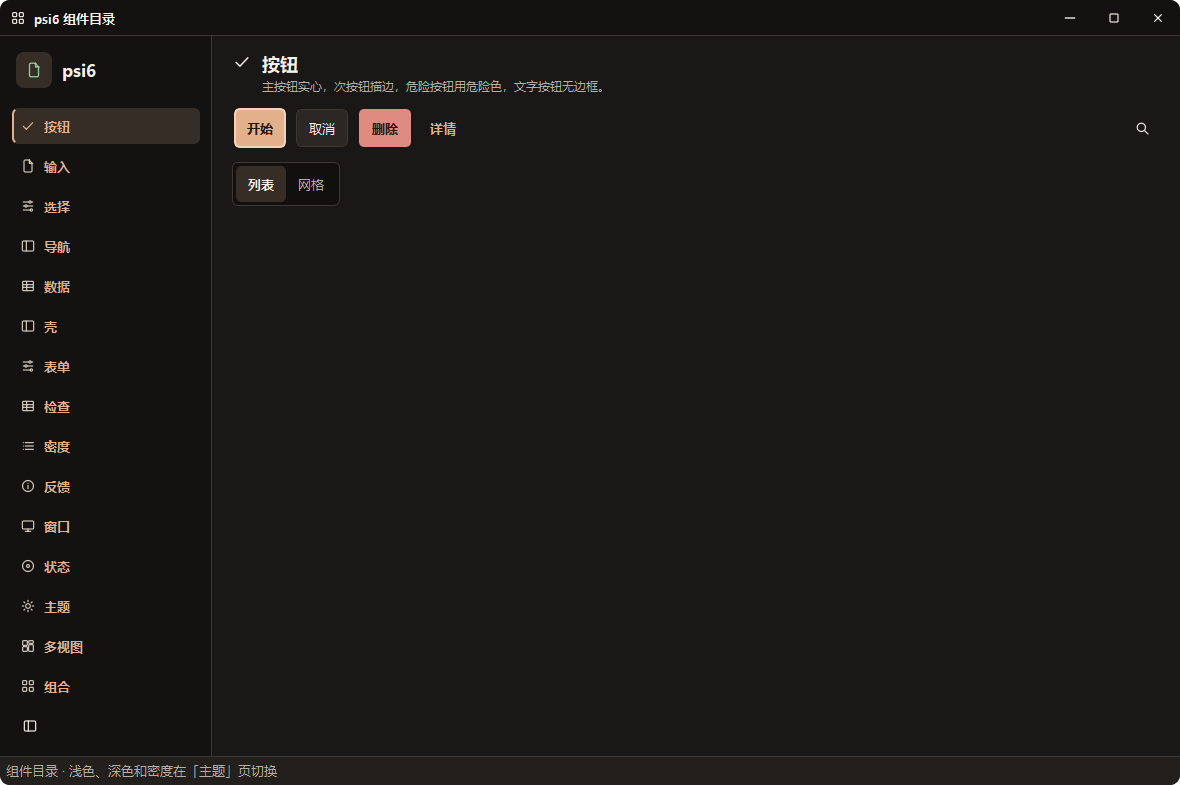 psi6 组件目录
psi6
按钮
输入
选择
导航
数据
壳
表单
检查
密度
反馈
窗口
状态
主题
多视图
组合
按钮
主按钮实心，次按钮描边，危险按钮用危险色，文字按钮无边框。
开始 取消 删除 详情
列表 网格
组件目录 · 浅色、深色和密度在「主题」页切换